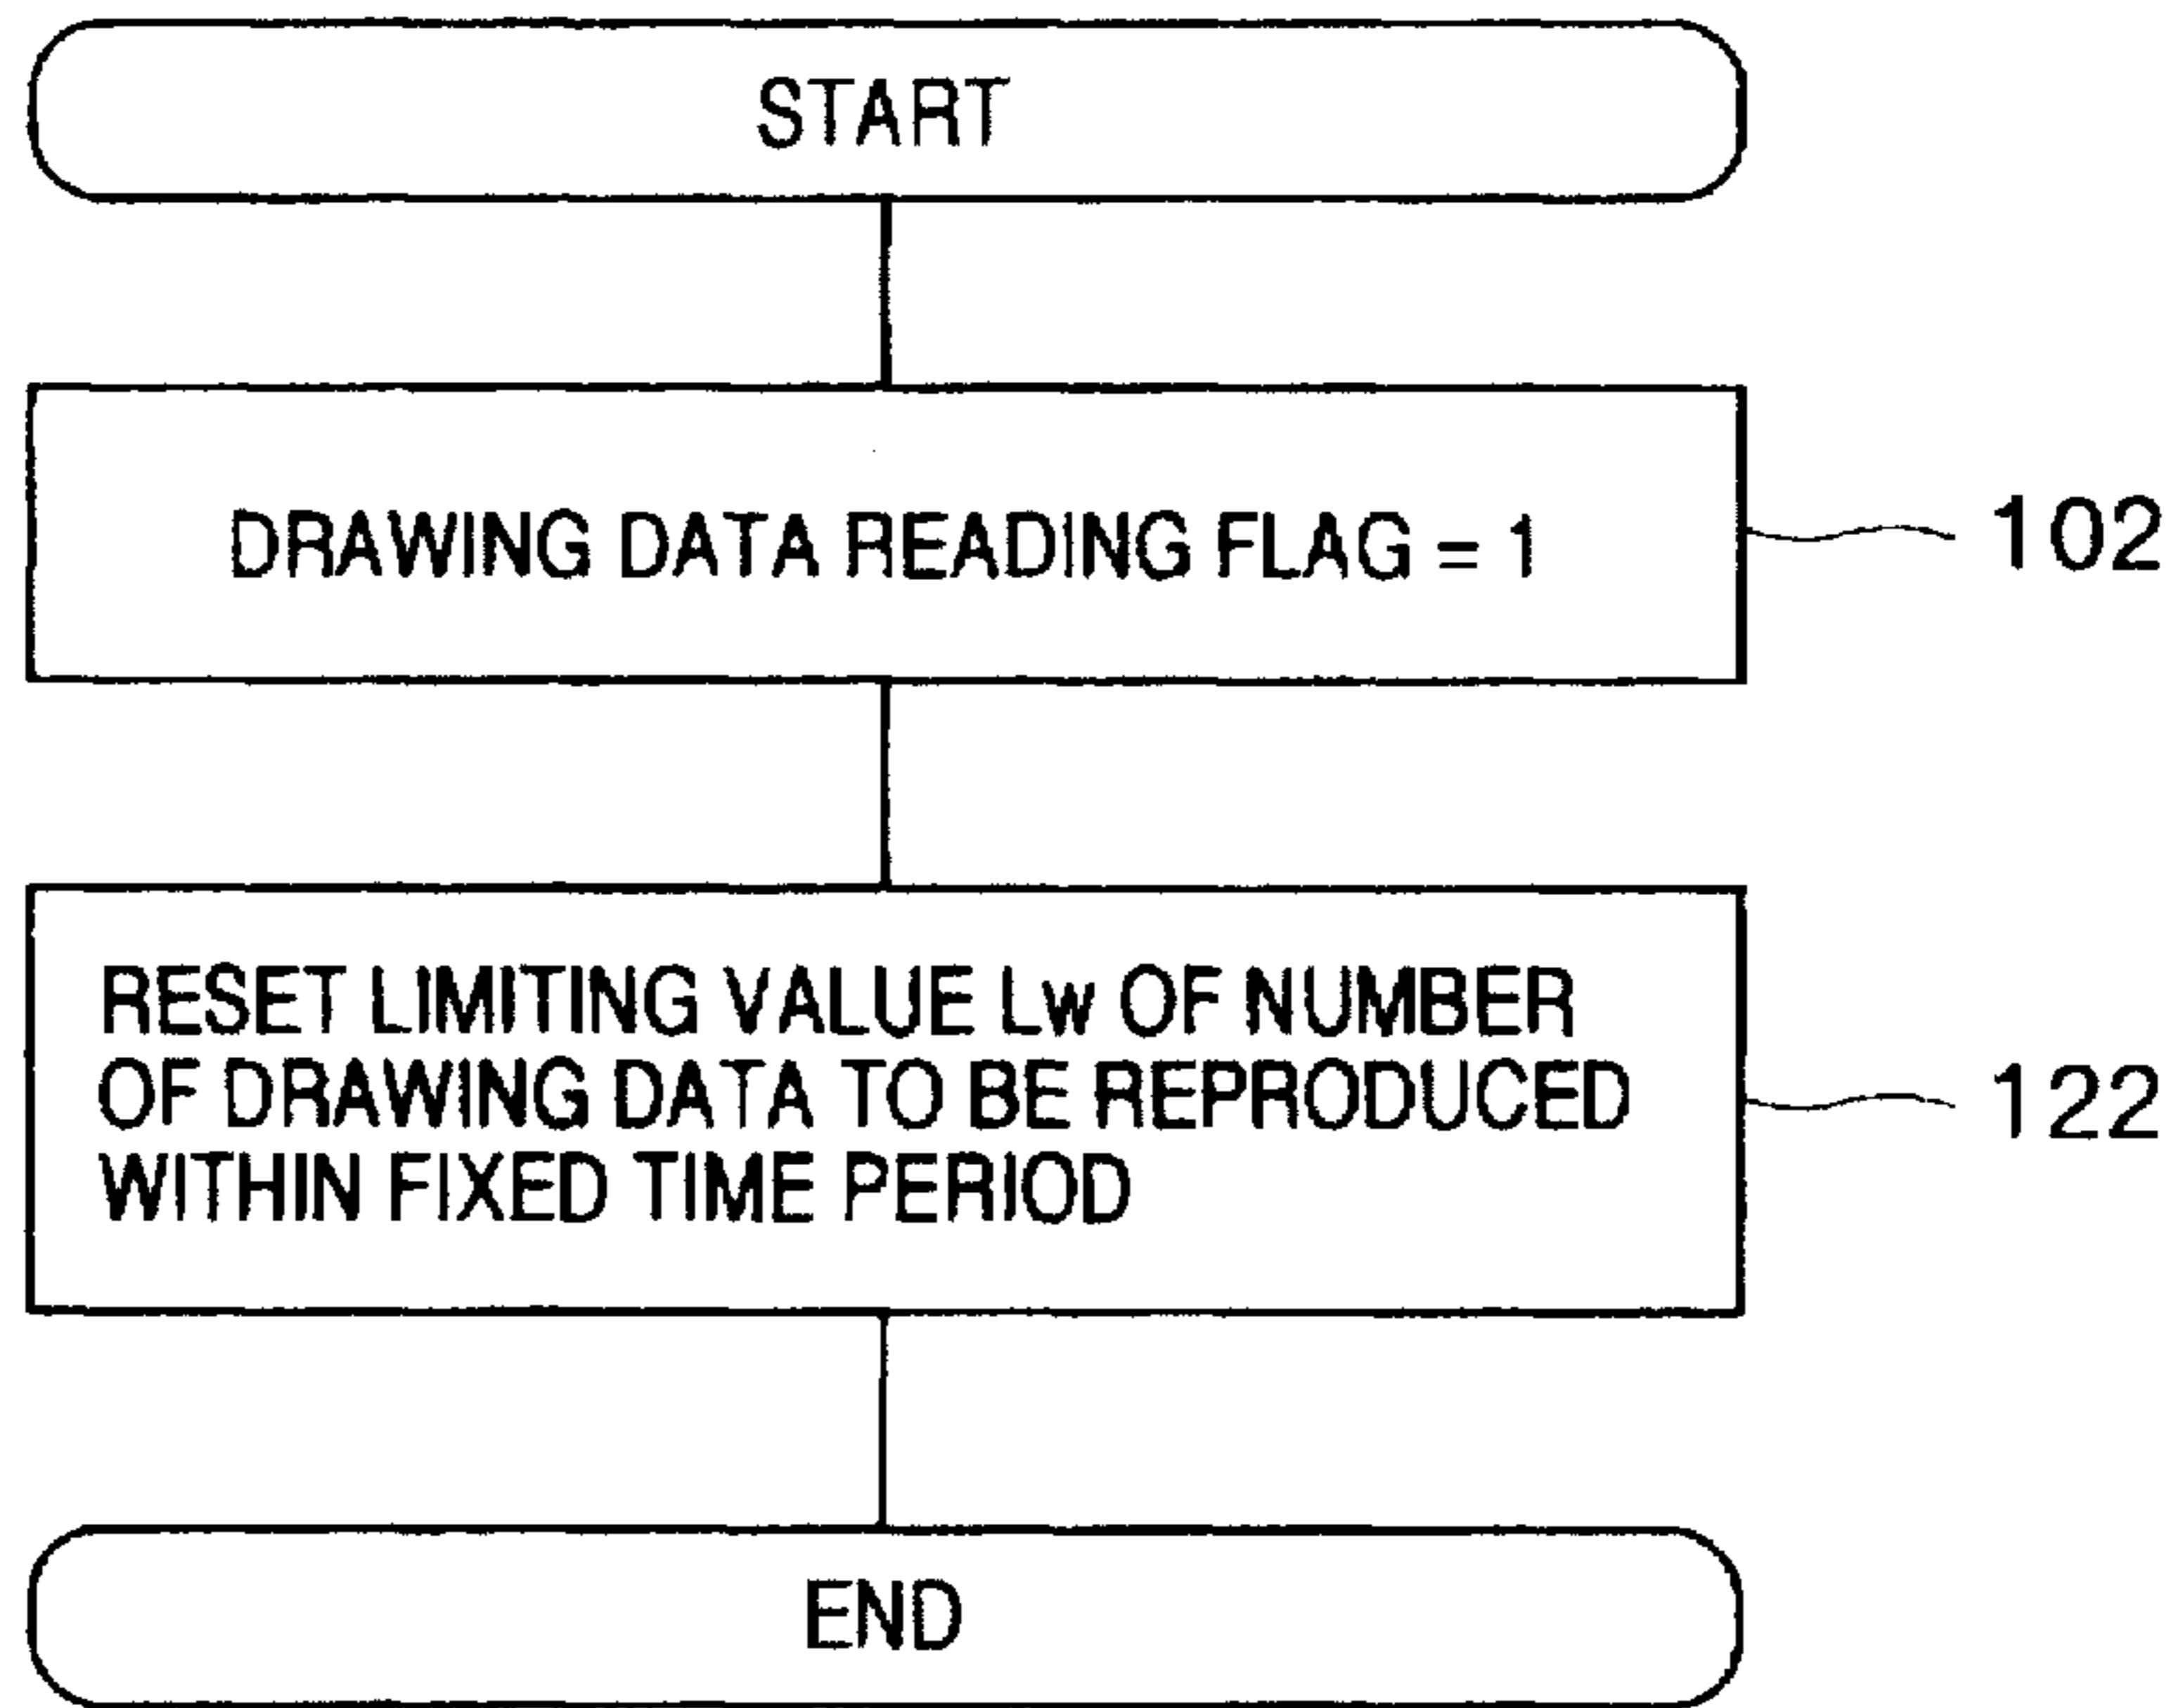 START
DRAWING DATA READING FLAG = 1
102
RESET LIMITING VALUE Lw OF NUMBER
OF DRAWING DATA TO BE REPRODUCED
WITHIN FIXED TIME PERIOD
122
END